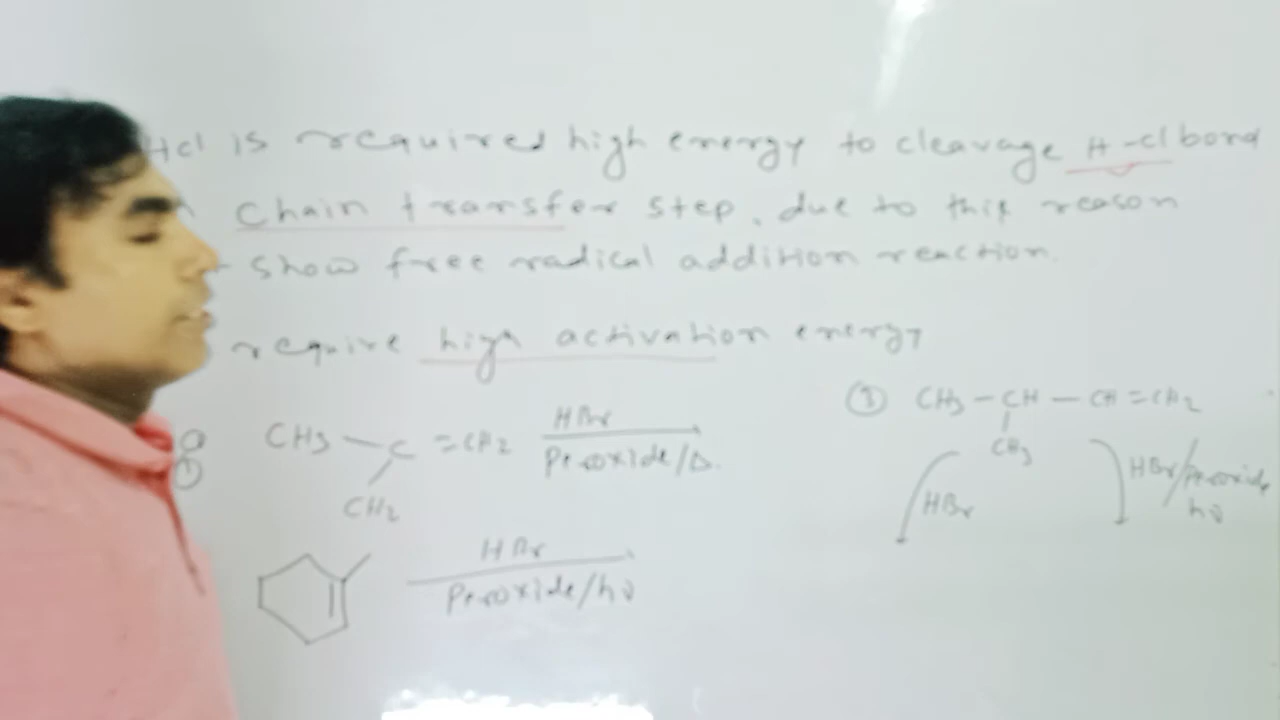 Hcl is required high energy to cleavage H-cl bond
chain transfer step, due to this reason
show free radical addition reaction.
require high activation energy
Q
① CH3 — C =CH2 HBr Peroxide/Δ.
CH2
HBr Peroxide/hν
① CH3 — CH — CH =CH2
CH3
HBr HBr/Peroxide
hν